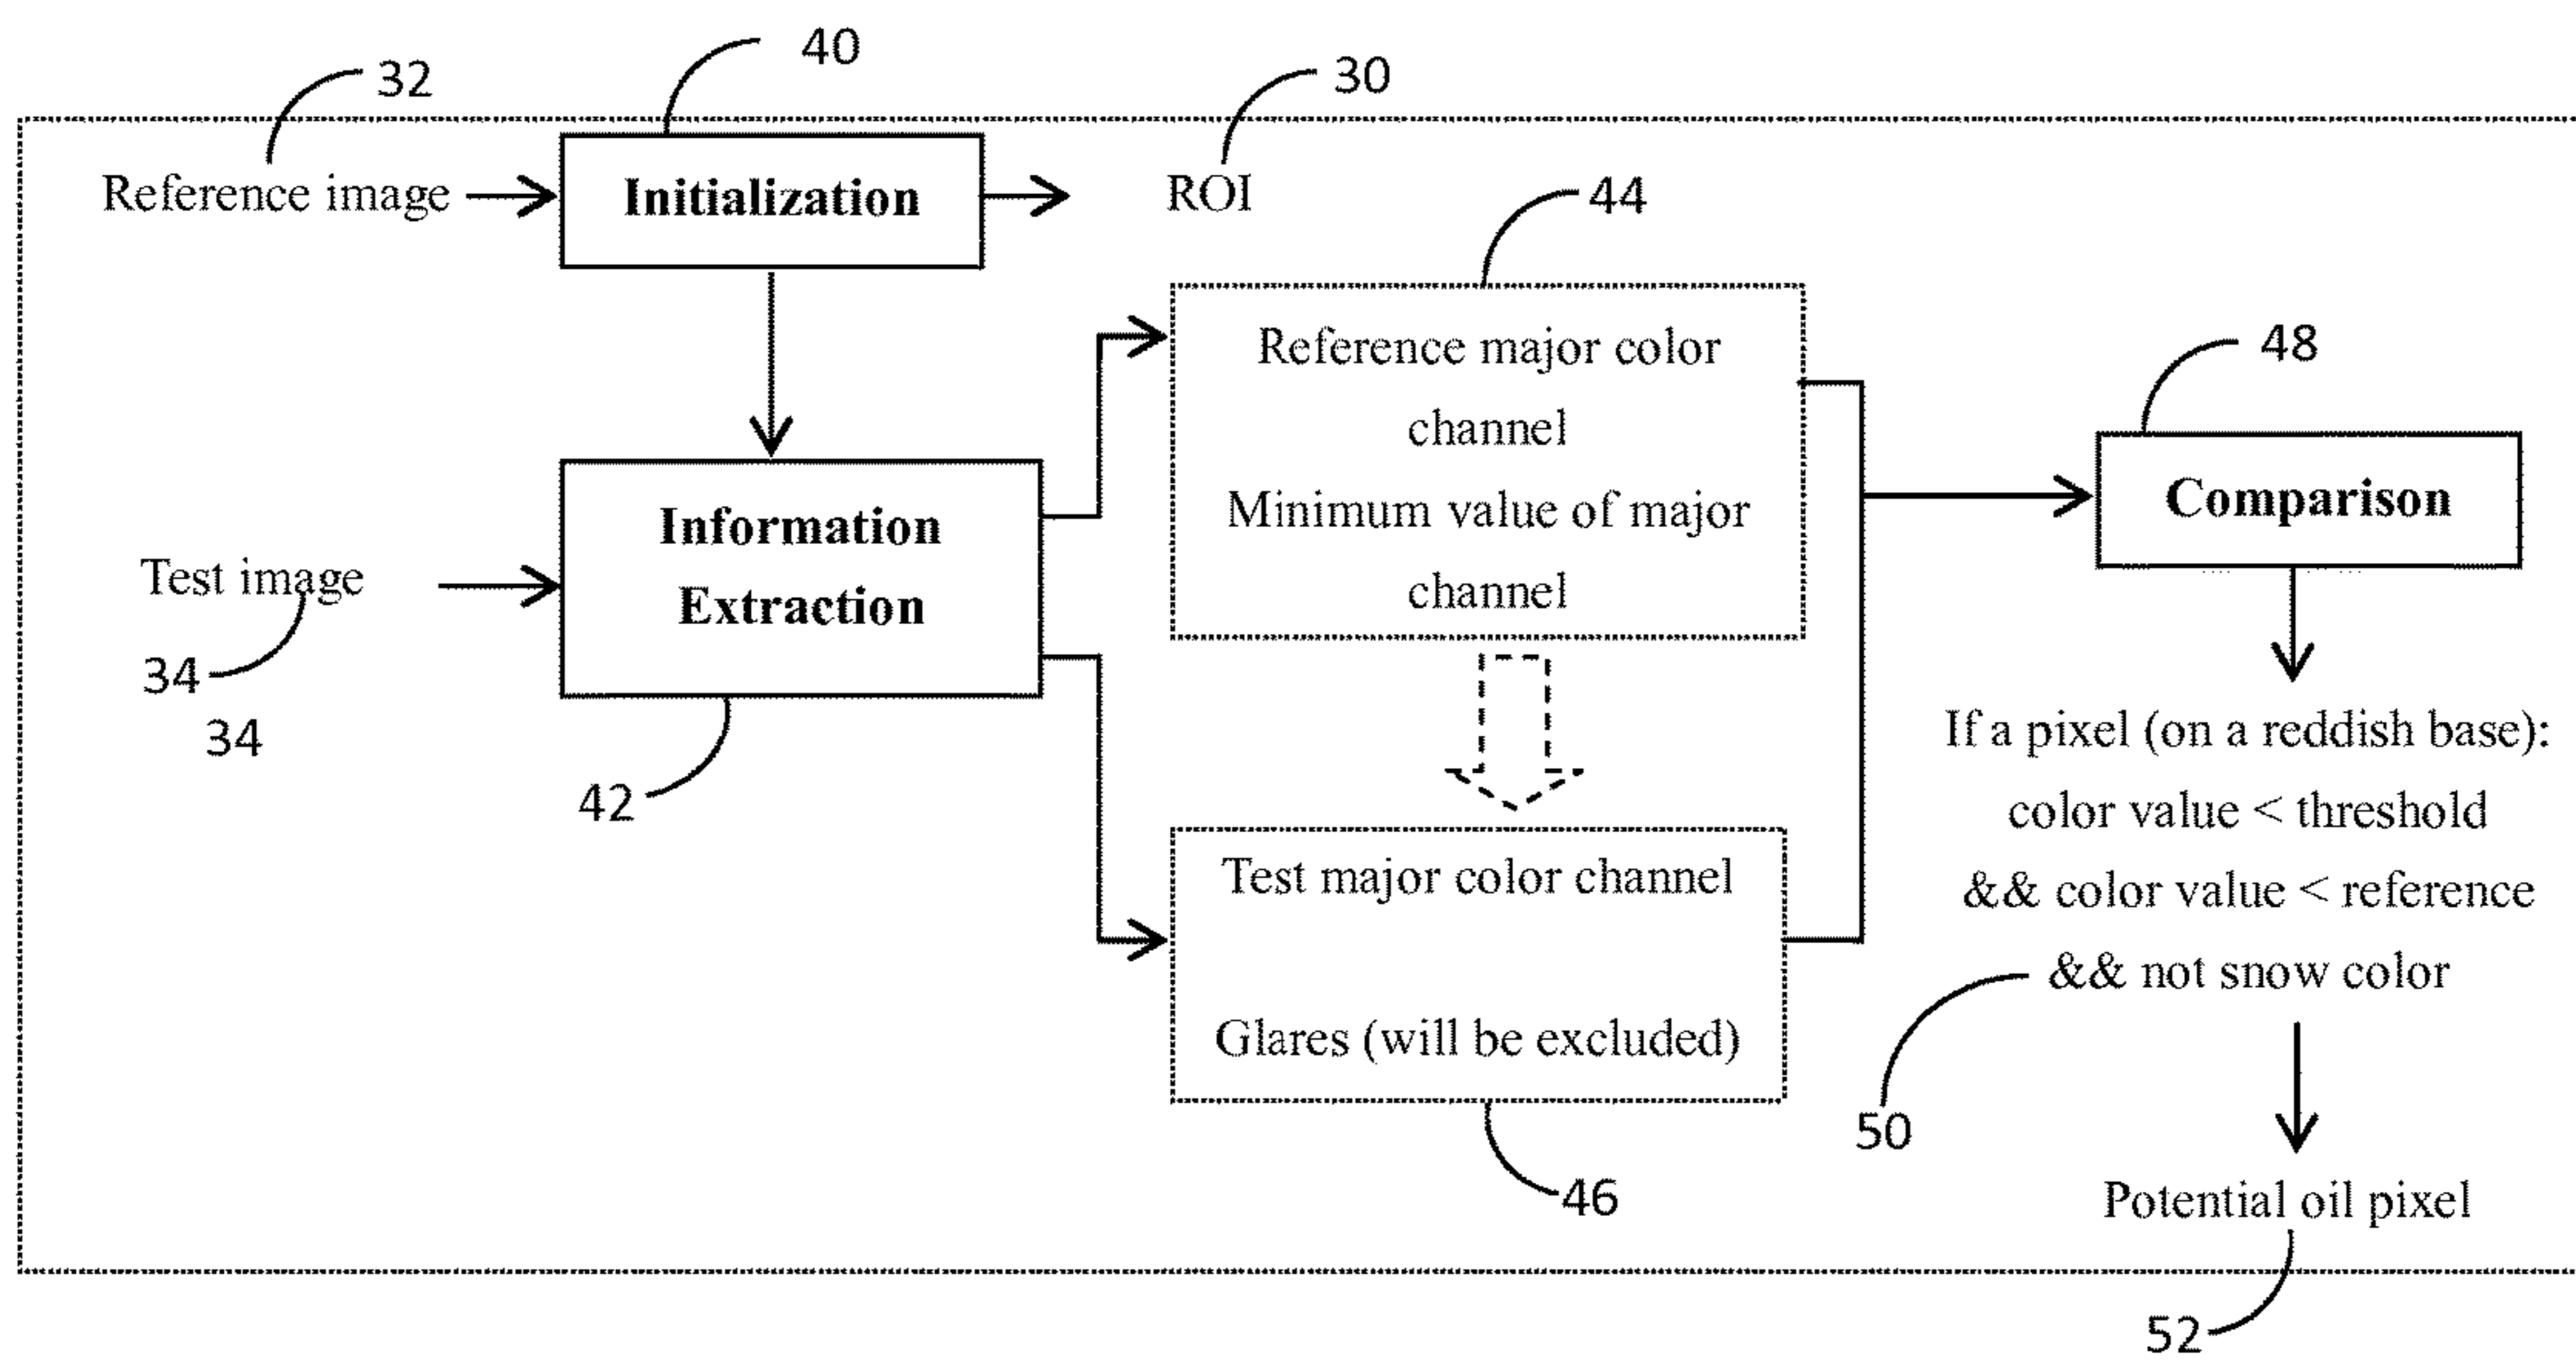 40
32
30
Reference image
Initialization
ROI
44
Reference major color
channel
Minimum value of major
channel
48
Comparison
Information
Extraction
Test image
34
34
42
If a pixel (on a reddish base):
color value < threshold
&& color value < reference
&& not snow color
50
Test major color channel
Glares (will be excluded)
46
Potential oil pixel
52